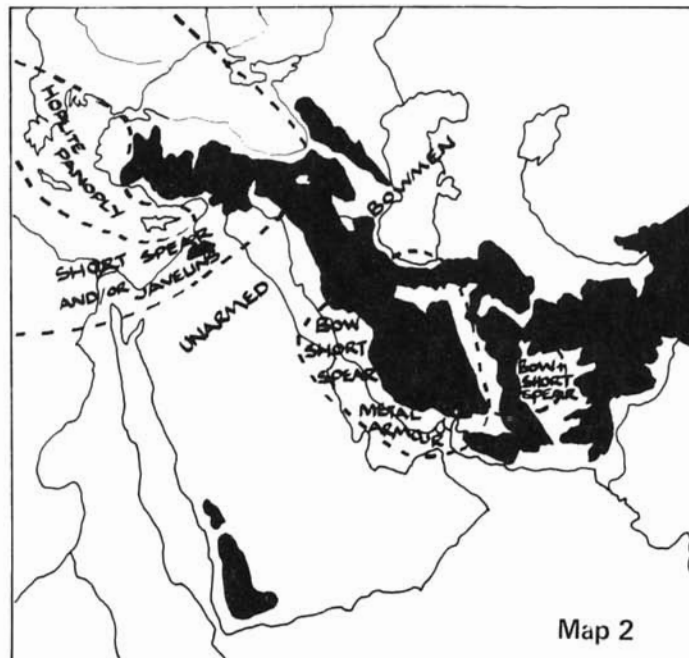 HOPLITE
PANOPLY
BOWMEN
SHORT SPEAR
AND/OR JAVELINS
UNARMED
BOW
SHORT
SPEAR
METAL
ARMOUR
BOW +
SHORT
SPEAR
Map 2